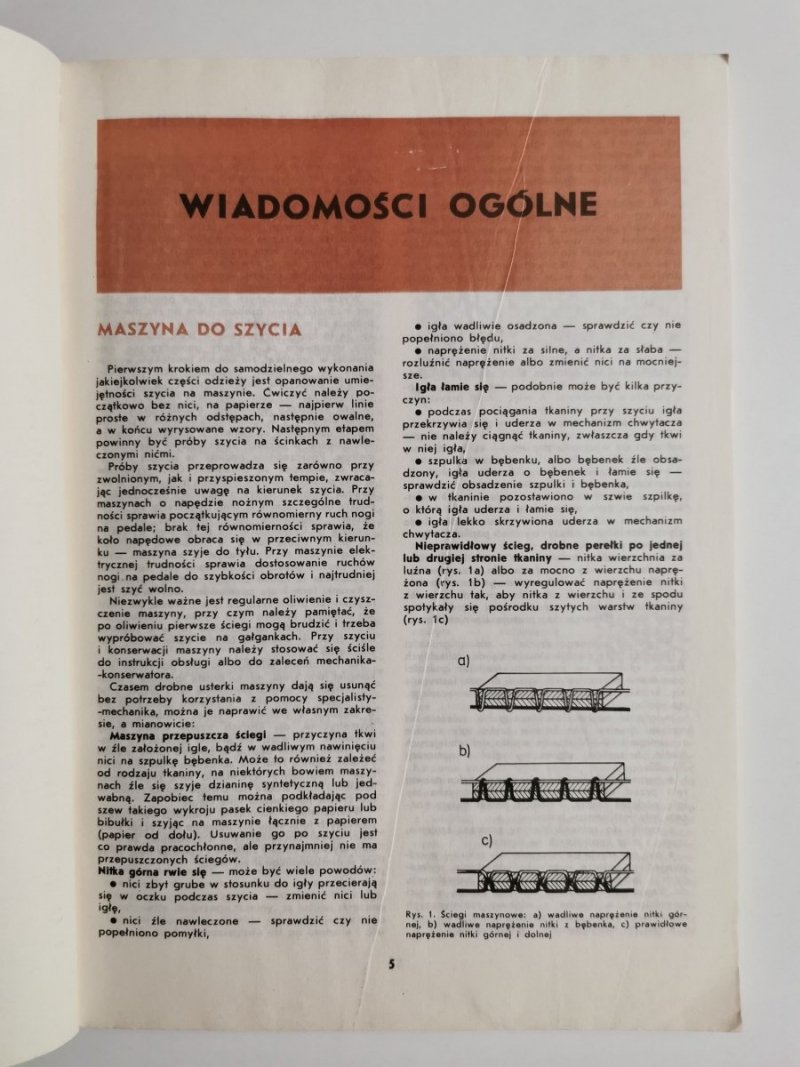 WIADOMOŚCI OGÓLNE
MASZYNA DO SZYCIA
Pierwszym krokiem do samodzielnego wykonania
jakiejkolwiek części odzieży jest opanowanie umie-
jętności szycia na maszynie. Ćwiczyć należy po-
czątkowo bez nici, na papierze — najpierw linie
proste w różnych odstępach, następnie owalne,
a w końcu wyrysowane wzory. Następnym etapem
powinny być próby szycia na ścinkach z nawle-
czonymi nićmi.
Próby szycia przeprowadza się zarówno przy
zwolnionym, jak i przyspieszonym tempie, zwraca-
jąc jednocześnie uwagę na kierunek szycia. Przy
maszynach o napędzie nożnym szczególne trud-
ności sprawia początkującym równomierny ruch nogi
na pedale; brak tej równomierności sprawia, że
koło napędowe obraca się w przeciwnym kierun-
ku — maszyna szyje do tyłu. Przy maszynie elek-
trycznej trudności sprawia dostosowanie ruchów
nogi na pedale do szybkości obrotów i najtrudniej
jest szyć wolno.
Niezwykle ważne jest regularne oliwienie i czysz-
czenie maszyny, przy czym należy pamiętać, że
po oliwieniu pierwsze ściegi mogą brudzić i trzeba
wypróbować szycie na gałgankach. Przy szyciu
i konserwacji maszyny należy stosować się ściśle
do instrukcji obsługi albo do zaleceń mechanika-
-konserwatora.
Czasem drobne usterki maszyny dają się usunąć
bez potrzeby korzystania z pomocy specjalisty-
-mechanika, można je naprawić we własnym zakre-
sie, a mianowicie:
Maszyna przepuszcza ściegi — przyczyna tkwi
w źle założonej igle, bądź w wadliwym nawinięciu
nici na szpulkę bębenka. Może to również zależeć
od rodzaju tkaniny, na niektórych bowiem maszy-
nach źle się szyje dzianinę syntetyczną lub jed-
wabną. Zapobiec temu można podkładając pod
szew takiego wykroju pasek cienkiego papieru lub
bibułki i szyjąc na maszynie łącznie z papierem
(papier od dołu). Usuwanie go po szyciu jest
co prawda pracochłonne, ale przynajmniej nie ma
przepuszczonych ściegów.
Nitka górna rwie się — może być wiele powodów:
● nici zbyt grube w stosunku do igły przecierają
się w oczku podczas szycia — zmienić nici lub
igłę,
● nici źle nawleczone — sprawdzić czy nie
popełniono pomyłki,
● igła wadliwie osadzona — sprawdzić czy nie
popełniono błędu,
● naprężenie nitki za silne, a nitka za słaba —
rozluźnić naprężenie albo zmienić nici na mocniej-
sze.
Igła łamie się — podobnie może być kilka przy-
czyn:
● podczas pociągania tkaniny przy szyciu igła
przekrzywia się i uderza w mechanizm chwytacza
— nie należy ciągnąć tkaniny, zwłaszcza gdy tkwi
w niej igła,
● szpulka w bębenku, albo bębenek źle obsa-
dzony, igła uderza o bębenek i łamie się —
sprawdzić obsadzenie szpulki i bębenka,
● w tkaninie pozostawiono w szwie szpilkę,
o którą igła uderza i łamie się,
● igła lekko skrzywiona uderza w mechanizm
chwytacza.
Nieprawidłowy ścieg, drobne perełki po jednej
lub drugiej stronie tkaniny — nitka wierzchnia za
luźna (rys. 1a) albo za mocno z wierzchu naprę-
żona (rys. 1b) — wyregulować naprężenie nitki
z wierzchu tak, aby nitka z wierzchu i ze spodu
spotykały się pośrodku szytych warstw tkaniny
(rys. 1c)
a)
b)
c)
Rys. 1. Ściegi maszynowe: a) wadliwe naprężenie nitki gór-
nej, b) wadliwe naprężenie nitki z bębenka, c) prawidłowe
naprężenie nitki górnej i dolnej
5